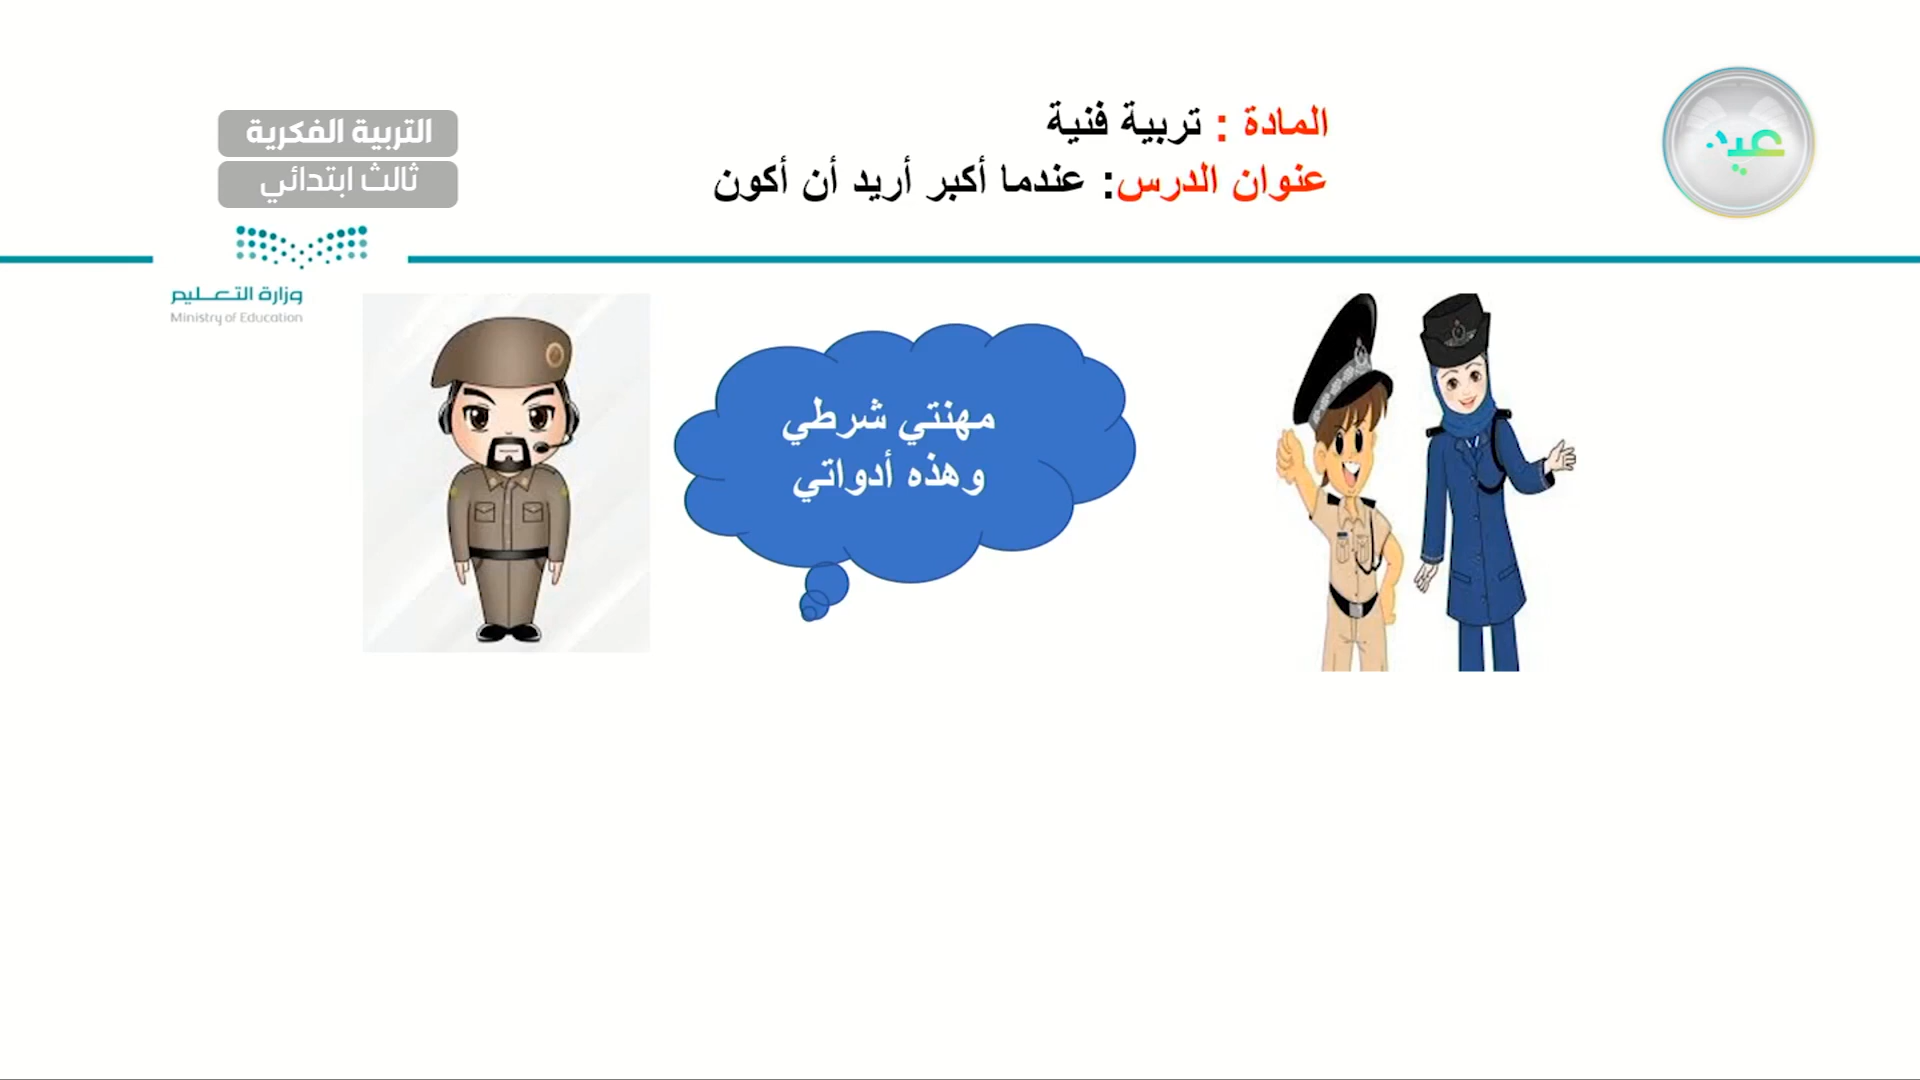 المادة : تربية فنية
عنوان الدرس: عندما أكبر أريد أن أكون
عين
التربية الفكرية
ثالث ابتدائي
وزارة التعليم
Ministry of Education
مهنتي شرطي
وهذه أدواتي